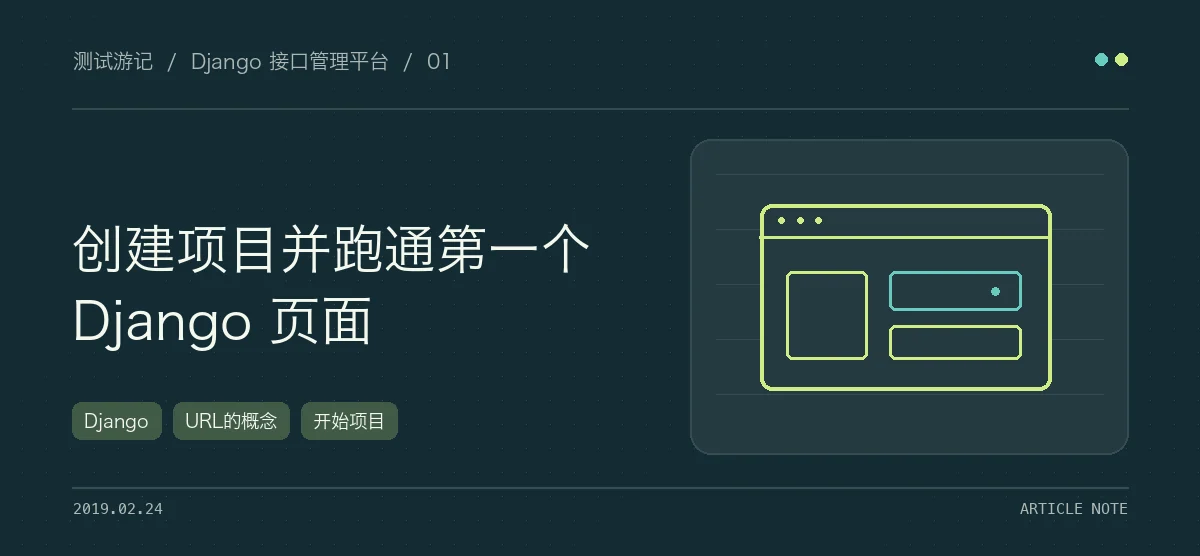 测试游记 / Django 接口管理平台 / 01
创建项目并跑通第一个
Django 页面
Django URL的概念 开始项目
2019.02.24 ARTICLE NOTE